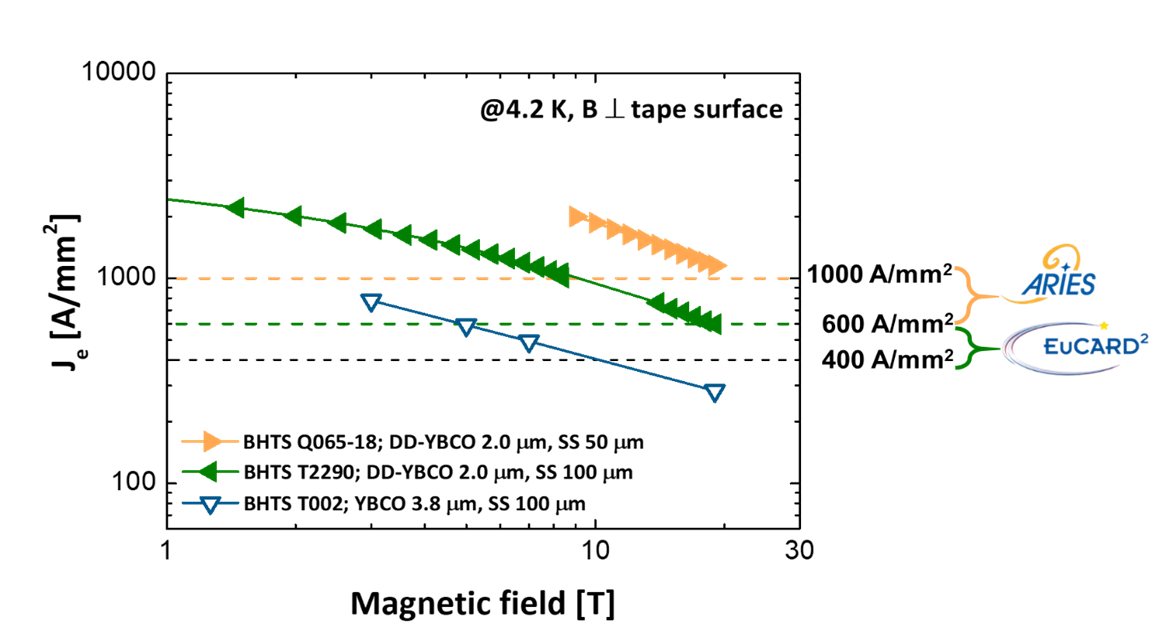 10000
1000
100
J_e [A/mm²]
@4.2 K, B ⊥ tape surface
BHTS Q065-18; DD-YBCO 2.0 μm, SS 50 μm
BHTS T2290; DD-YBCO 2.0 μm, SS 100 μm
BHTS T002; YBCO 3.8 μm, SS 100 μm
1
10
30
Magnetic field [T]
1000 A/mm²
600 A/mm²
400 A/mm²
ARIES
EuCARD²